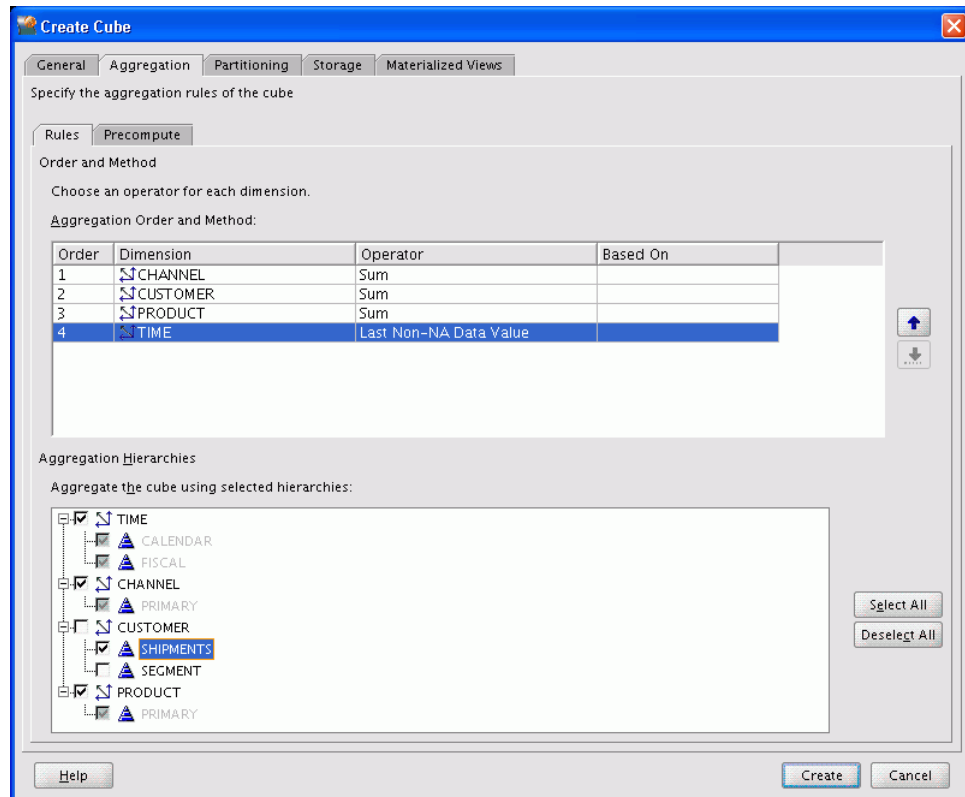 Create Cube
General Aggregation Partitioning Storage Materialized Views
Specify the aggregation rules of the cube
Rules Precompute
Order and Method
Choose an operator for each dimension.
Aggregation Order and Method:
Order Dimension Operator Based On
1 CHANNEL Sum
2 CUSTOMER Sum
3 PRODUCT Sum
4 TIME Last Non-NA Data Value
Aggregation Hierarchies
Aggregate the cube using selected hierarchies:
TIME
CALENDAR
FISCAL
CHANNEL
PRIMARY
CUSTOMER
SHIPMENTS
SEGMENT
PRODUCT
PRIMARY
Select All
Deselect All
Help Create Cancel